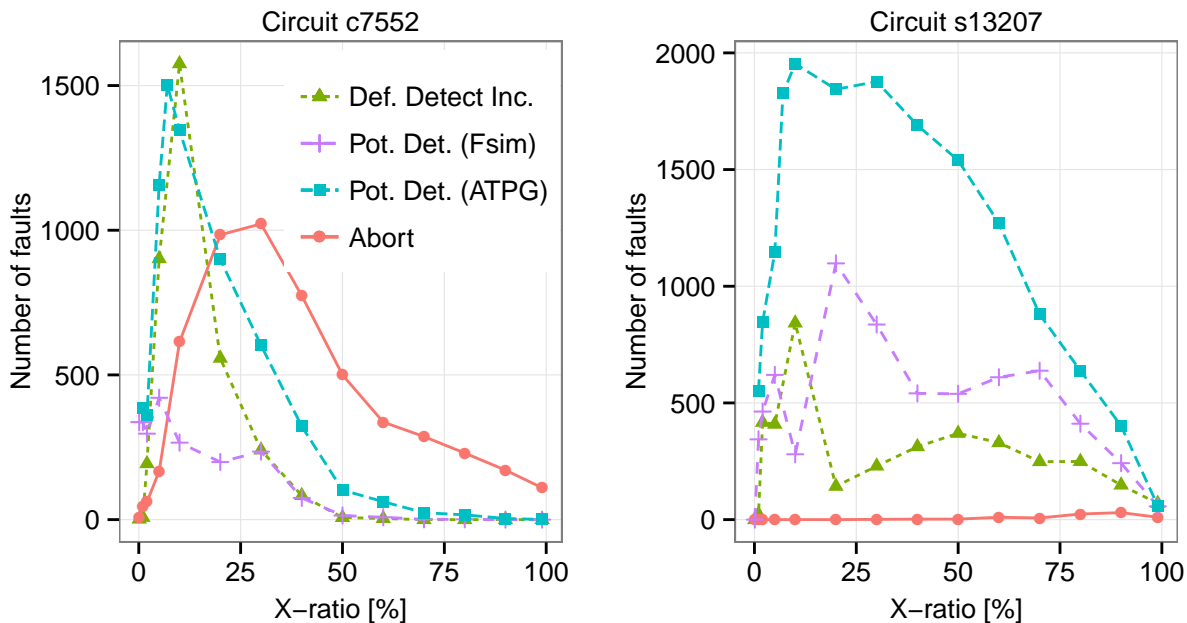 Circuit c7552
Number of faults
1500
1000
500
0
0 25 50 75 100
X−ratio [%]
Def. Detect Inc.
Pot. Det. (Fsim)
Pot. Det. (ATPG)
Abort
Circuit s13207
Number of faults
2000
1500
1000
500
0
0 25 50 75 100
X−ratio [%]